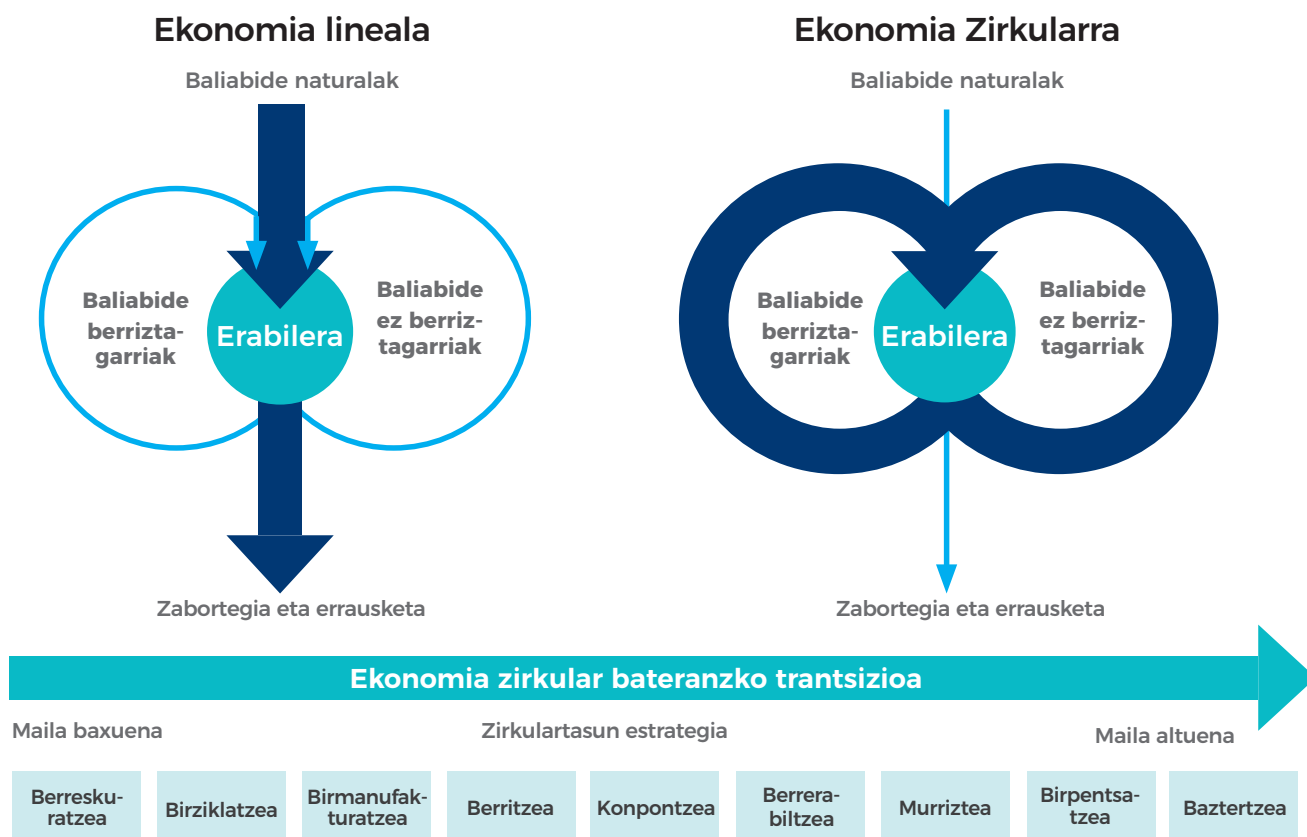 Ekonomia lineala
Baliabide naturalak
Baliabide
berrizta-
garriak
Erabilera
Baliabide
ez berriz-
tagarriak
Zabortegia eta errausketa
Ekonomia Zirkularra
Baliabide naturalak
Baliabide
berrizta-
garriak
Erabilera
Baliabide
ez berriz-
tagarriak
Zabortegia eta errausketa
Ekonomia zirkular bateranzko trantsizioa
Maila baxuena
Zirkulartasun estrategia
Maila altuena
Berresku-
ratzea
Birziklatzea
Birmanufak-
turatzea
Berritzea
Konpontzea
Berrera-
biltzea
Murriztea
Birpentsa-
tzea
Baztertzea